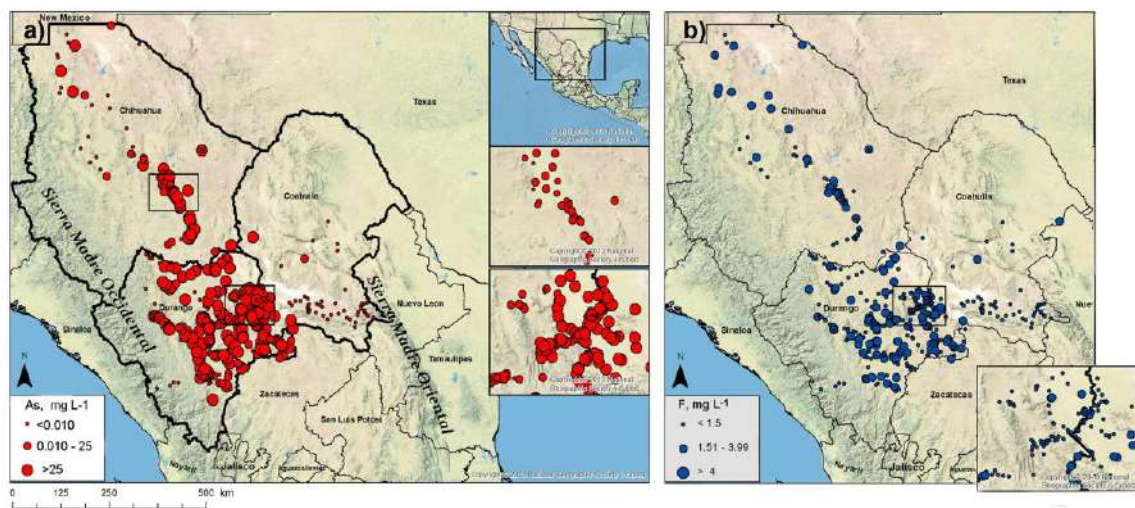 New Mexico
a)
Chihuahua
Texas
Coahuila
Sierra Madre Occidental
Durango
Sinaloa
Nuevo Leon
Sierra Madre Oriental
Tamaulipas
Zacatecas
San Luis Potosi
Nayarit
Jalisco
Aguascalientes
N
As, mg L-1
<0.010
0.010 - 25
>25
0 125 250 500 km
b)
Chihuahua
Texas
Coahuila
Durango
Sinaloa
Zacatecas
Jalisco
N
F, mg L-1
< 1.5
1.51 - 3.99
> 4